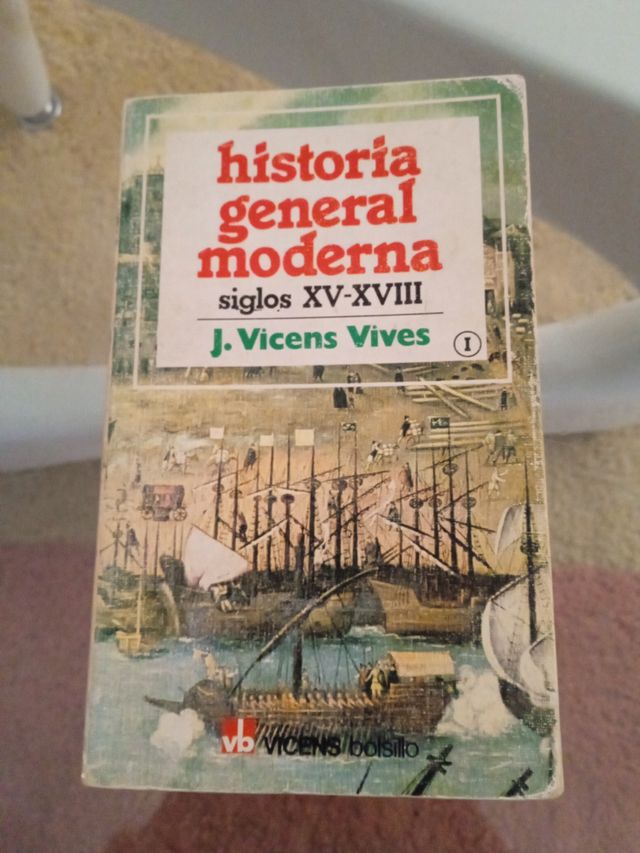 historia
general
moderna
siglos XV-XVIII
J. Vicens Vives
I
vb VICENS bolsillo